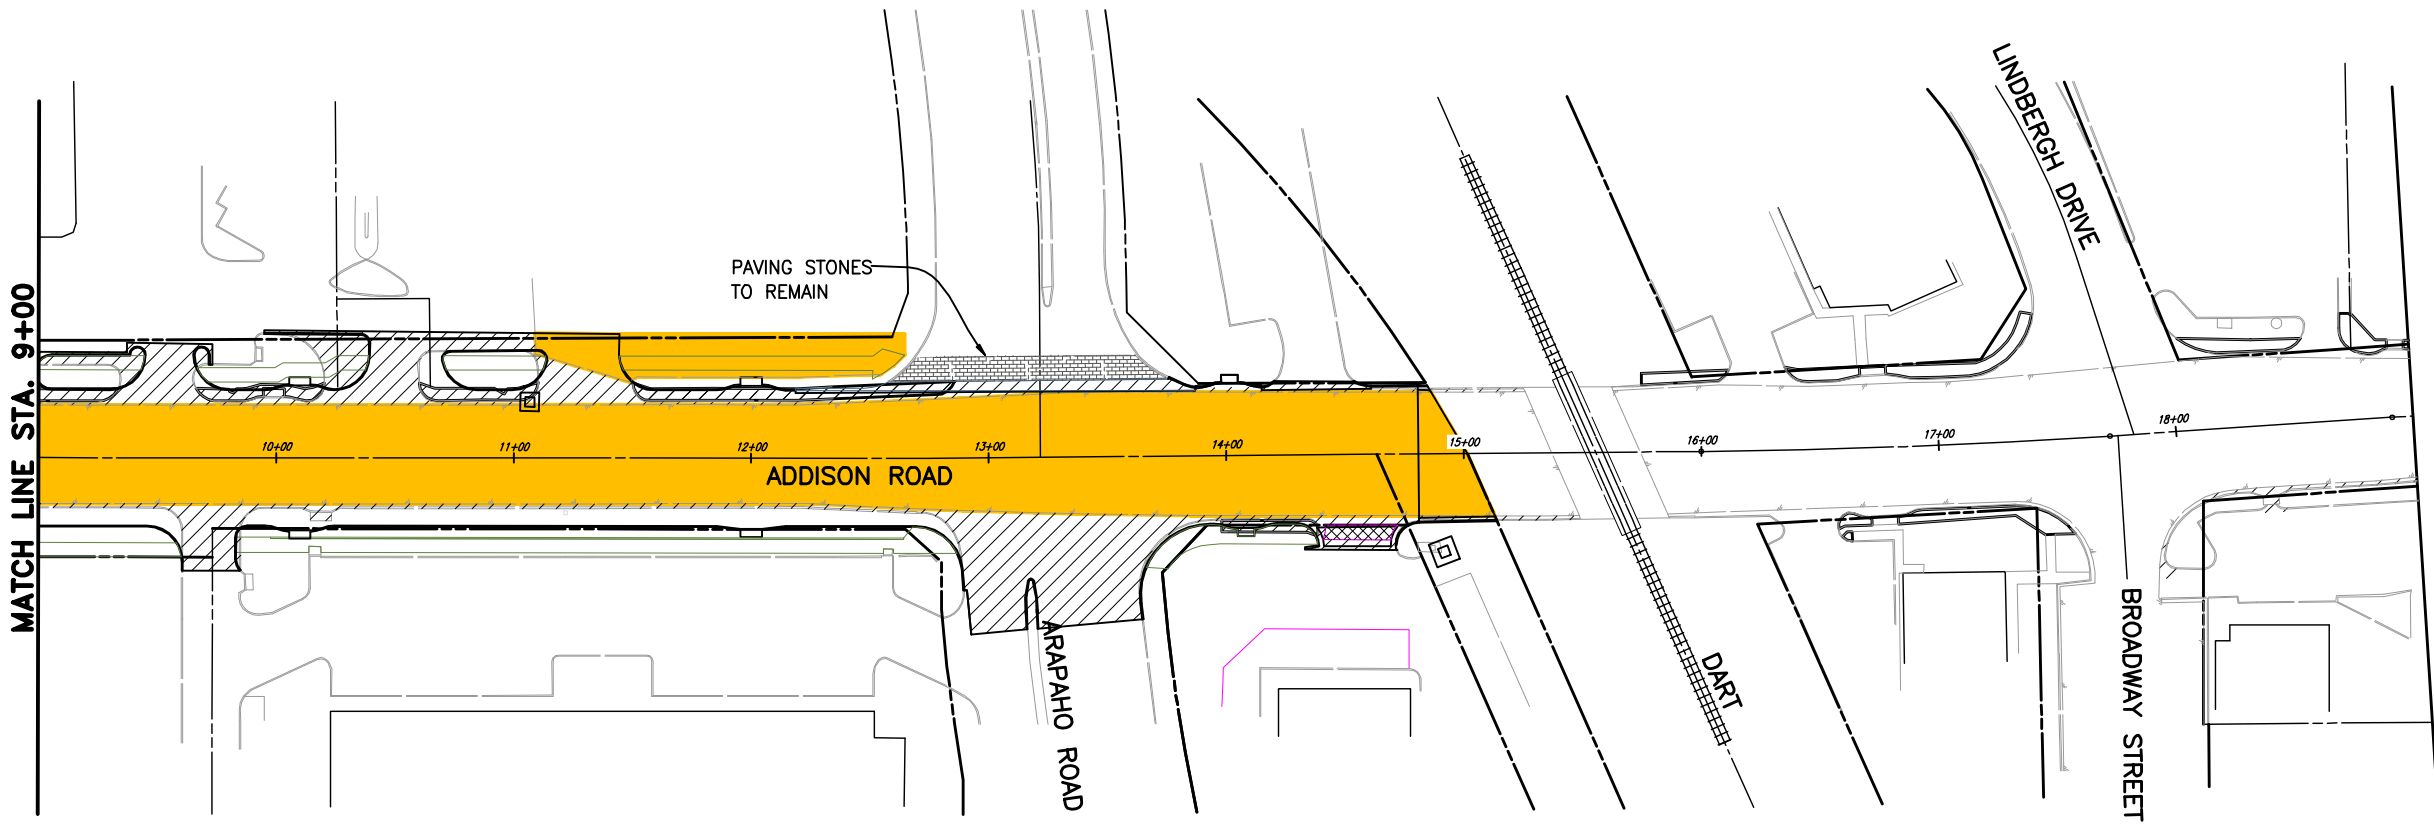 MATCH LINE STA. 9+00
PAVING STONES
TO REMAIN
LINDBERGH DRIVE
10+00
11+00
12+00
13+00
14+00
15+00
16+00
17+00
18+00
ADDISON ROAD
ARAPAHO ROAD
DART
BROADWAY STREET